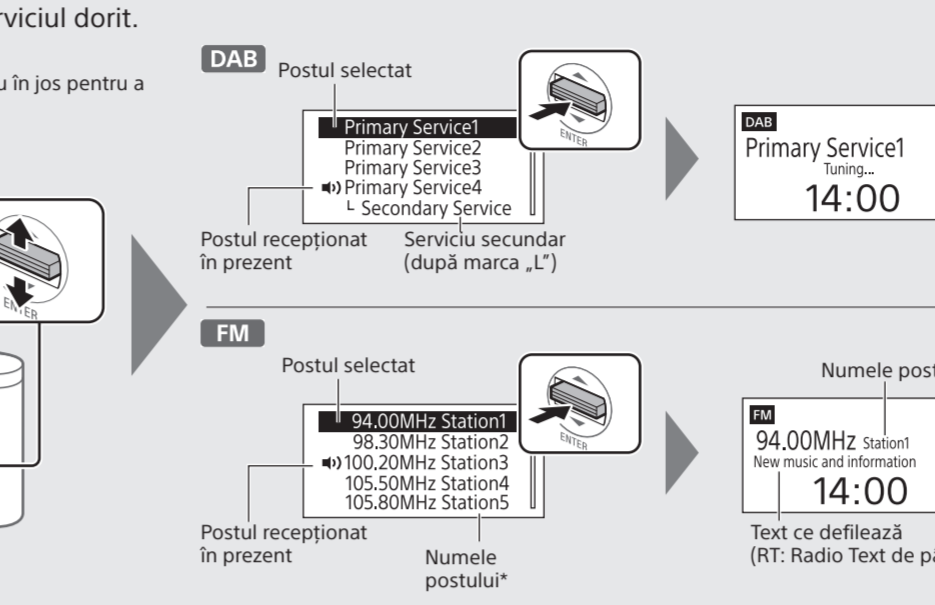 rviciul dorit.
u în jos pentru a
ENTER
DAB
Postul selectat
Primary Service1
Primary Service2
Primary Service3
Primary Service4
└ Secondary Service
ENTER
Postul recepționat
în prezent
Serviciu secundar
(după marca „L”)
DAB
Primary Service1
Tuning...
14:00
FM
Postul selectat
94.00MHz Station1
98.30MHz Station2
100.20MHz Station3
105.50MHz Station4
105.80MHz Station5
ENTER
Postul recepționat
în prezent
Numele
postului*
Numele post
FM
94.00MHz Station1
New music and information
14:00
Text ce defilează
(RT: Radio Text de p